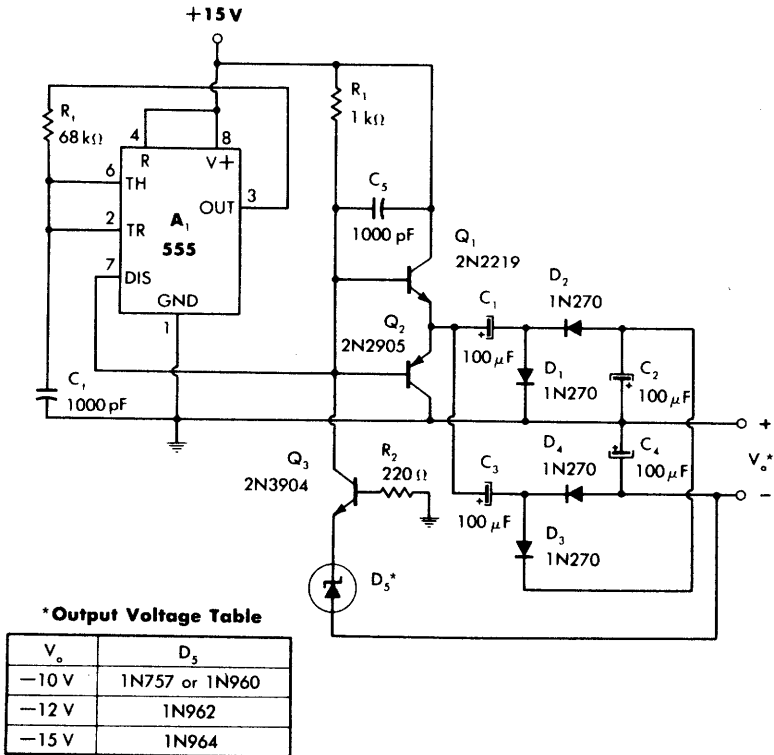 +15V
R₁
68 kΩ
4
R
8
V+
6
TH
OUT
3
2
TR
A₁
555
7
DIS
GND
1
C₁
1000 pF
R₁
1 kΩ
C₅
1000 pF
Q₁
2N2219
Q₂
2N2905
C₁
+
100 μF
D₂
1N270
D₁
1N270
C₂
+
100 μF
+
Q₃
2N3904
R₂
220 Ω
C₃
+
100 μF
D₄
1N270
C₄
+
100 μF
Vₒ*
−
D₃
1N270
D₅*
*Output Voltage Table
Vₒ D₅
−10 V 1N757 or 1N960
−12 V 1N962
−15 V 1N964